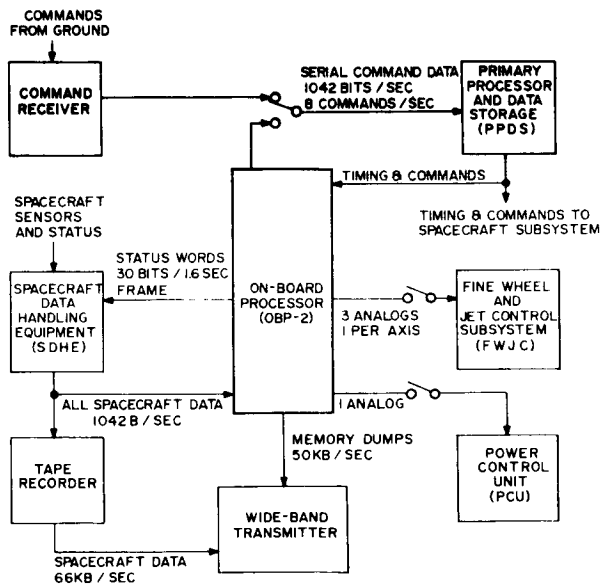 COMMANDS
FROM GROUND
COMMAND
RECEIVER
SERIAL COMMAND DATA
1042 BITS / SEC
8 COMMANDS / SEC
PRIMARY
PROCESSOR
AND DATA
STORAGE
(PPDS)
TIMING & COMMANDS
TIMING & COMMANDS TO
SPACECRAFT SUBSYSTEM
SPACECRAFT
SENSORS
AND STATUS
STATUS WORDS
30 BITS / 1.6 SEC
FRAME
SPACECRAFT
DATA
HANDLING
EQUIPMENT
(SDHE)
ON-BOARD
PROCESSOR
(OBP-2)
3 ANALOGS
1 PER AXIS
FINE WHEEL
AND
JET CONTROL
SUBSYSTEM
(FWJC)
ALL SPACECRAFT DATA
1042 B / SEC
1 ANALOG
MEMORY DUMPS
50KB / SEC
TAPE
RECORDER
POWER
CONTROL
UNIT
(PCU)
WIDE-BAND
TRANSMITTER
SPACECRAFT DATA
66KB / SEC